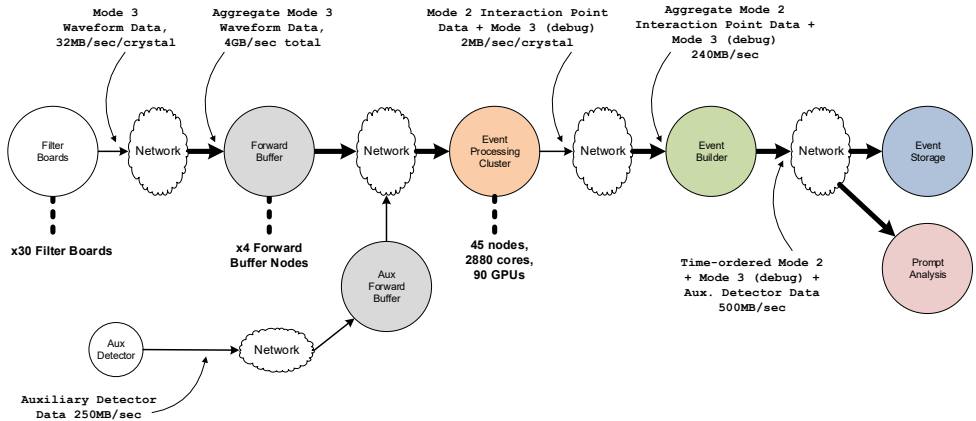 Mode 3
Waveform Data,
32MB/sec/crystal
Aggregate Mode 3
Waveform Data,
4GB/sec total
Mode 2 Interaction Point
Data + Mode 3 (debug)
2MB/sec/crystal
Aggregate Mode 2
Interaction Point Data +
Mode 3 (debug)
240MB/sec
Filter
Boards
Network
Forward
Buffer
Network
Event
Processing
Cluster
Network
Event
Builder
Network
Event
Storage
x30 Filter Boards
x4 Forward
Buffer Nodes
45 nodes,
2880 cores,
90 GPUs
Aux
Forward
Buffer
Time-ordered Mode 2
+ Mode 3 (debug) +
Aux. Detector Data
500MB/sec
Prompt
Analysis
Aux
Detector
Network
Auxiliary Detector
Data 250MB/sec